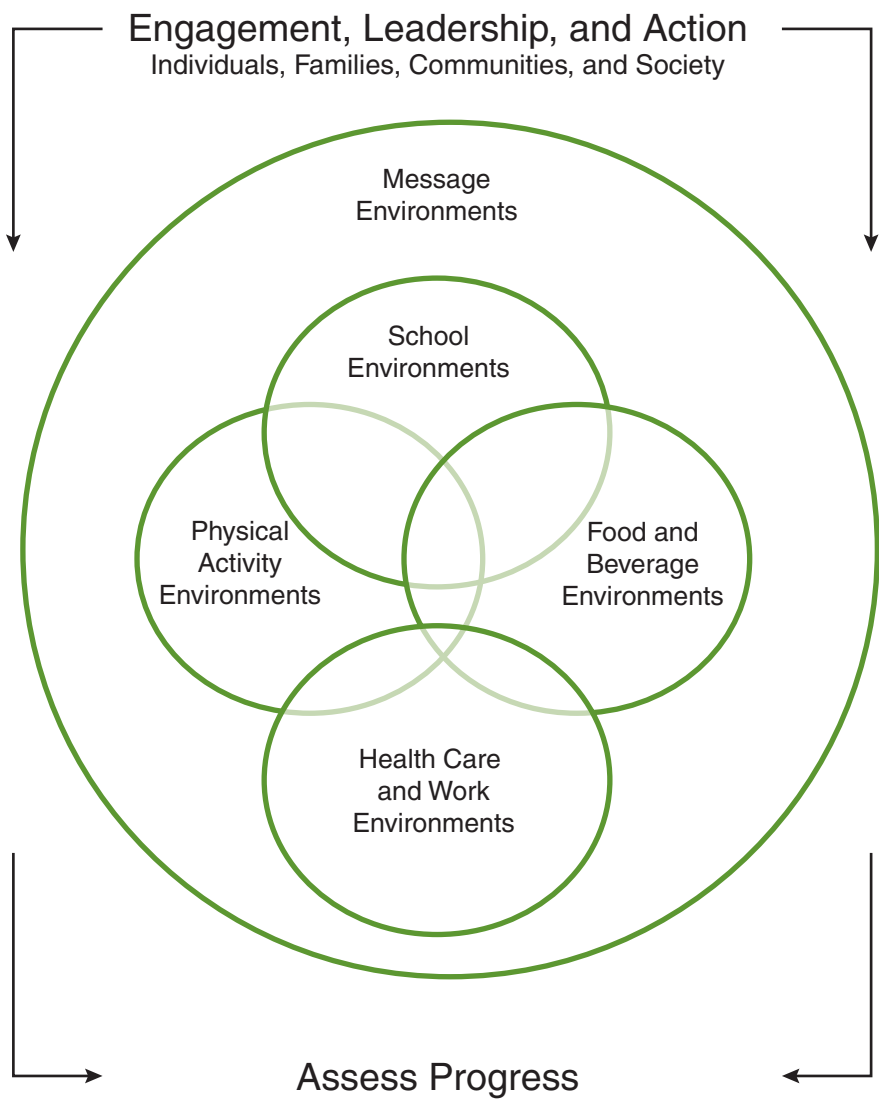 Engagement, Leadership, and Action
Individuals, Families, Communities, and Society
Message
Environments
School
Environments
Physical
Activity
Environments
Food and
Beverage
Environments
Health Care
and Work
Environments
Assess Progress